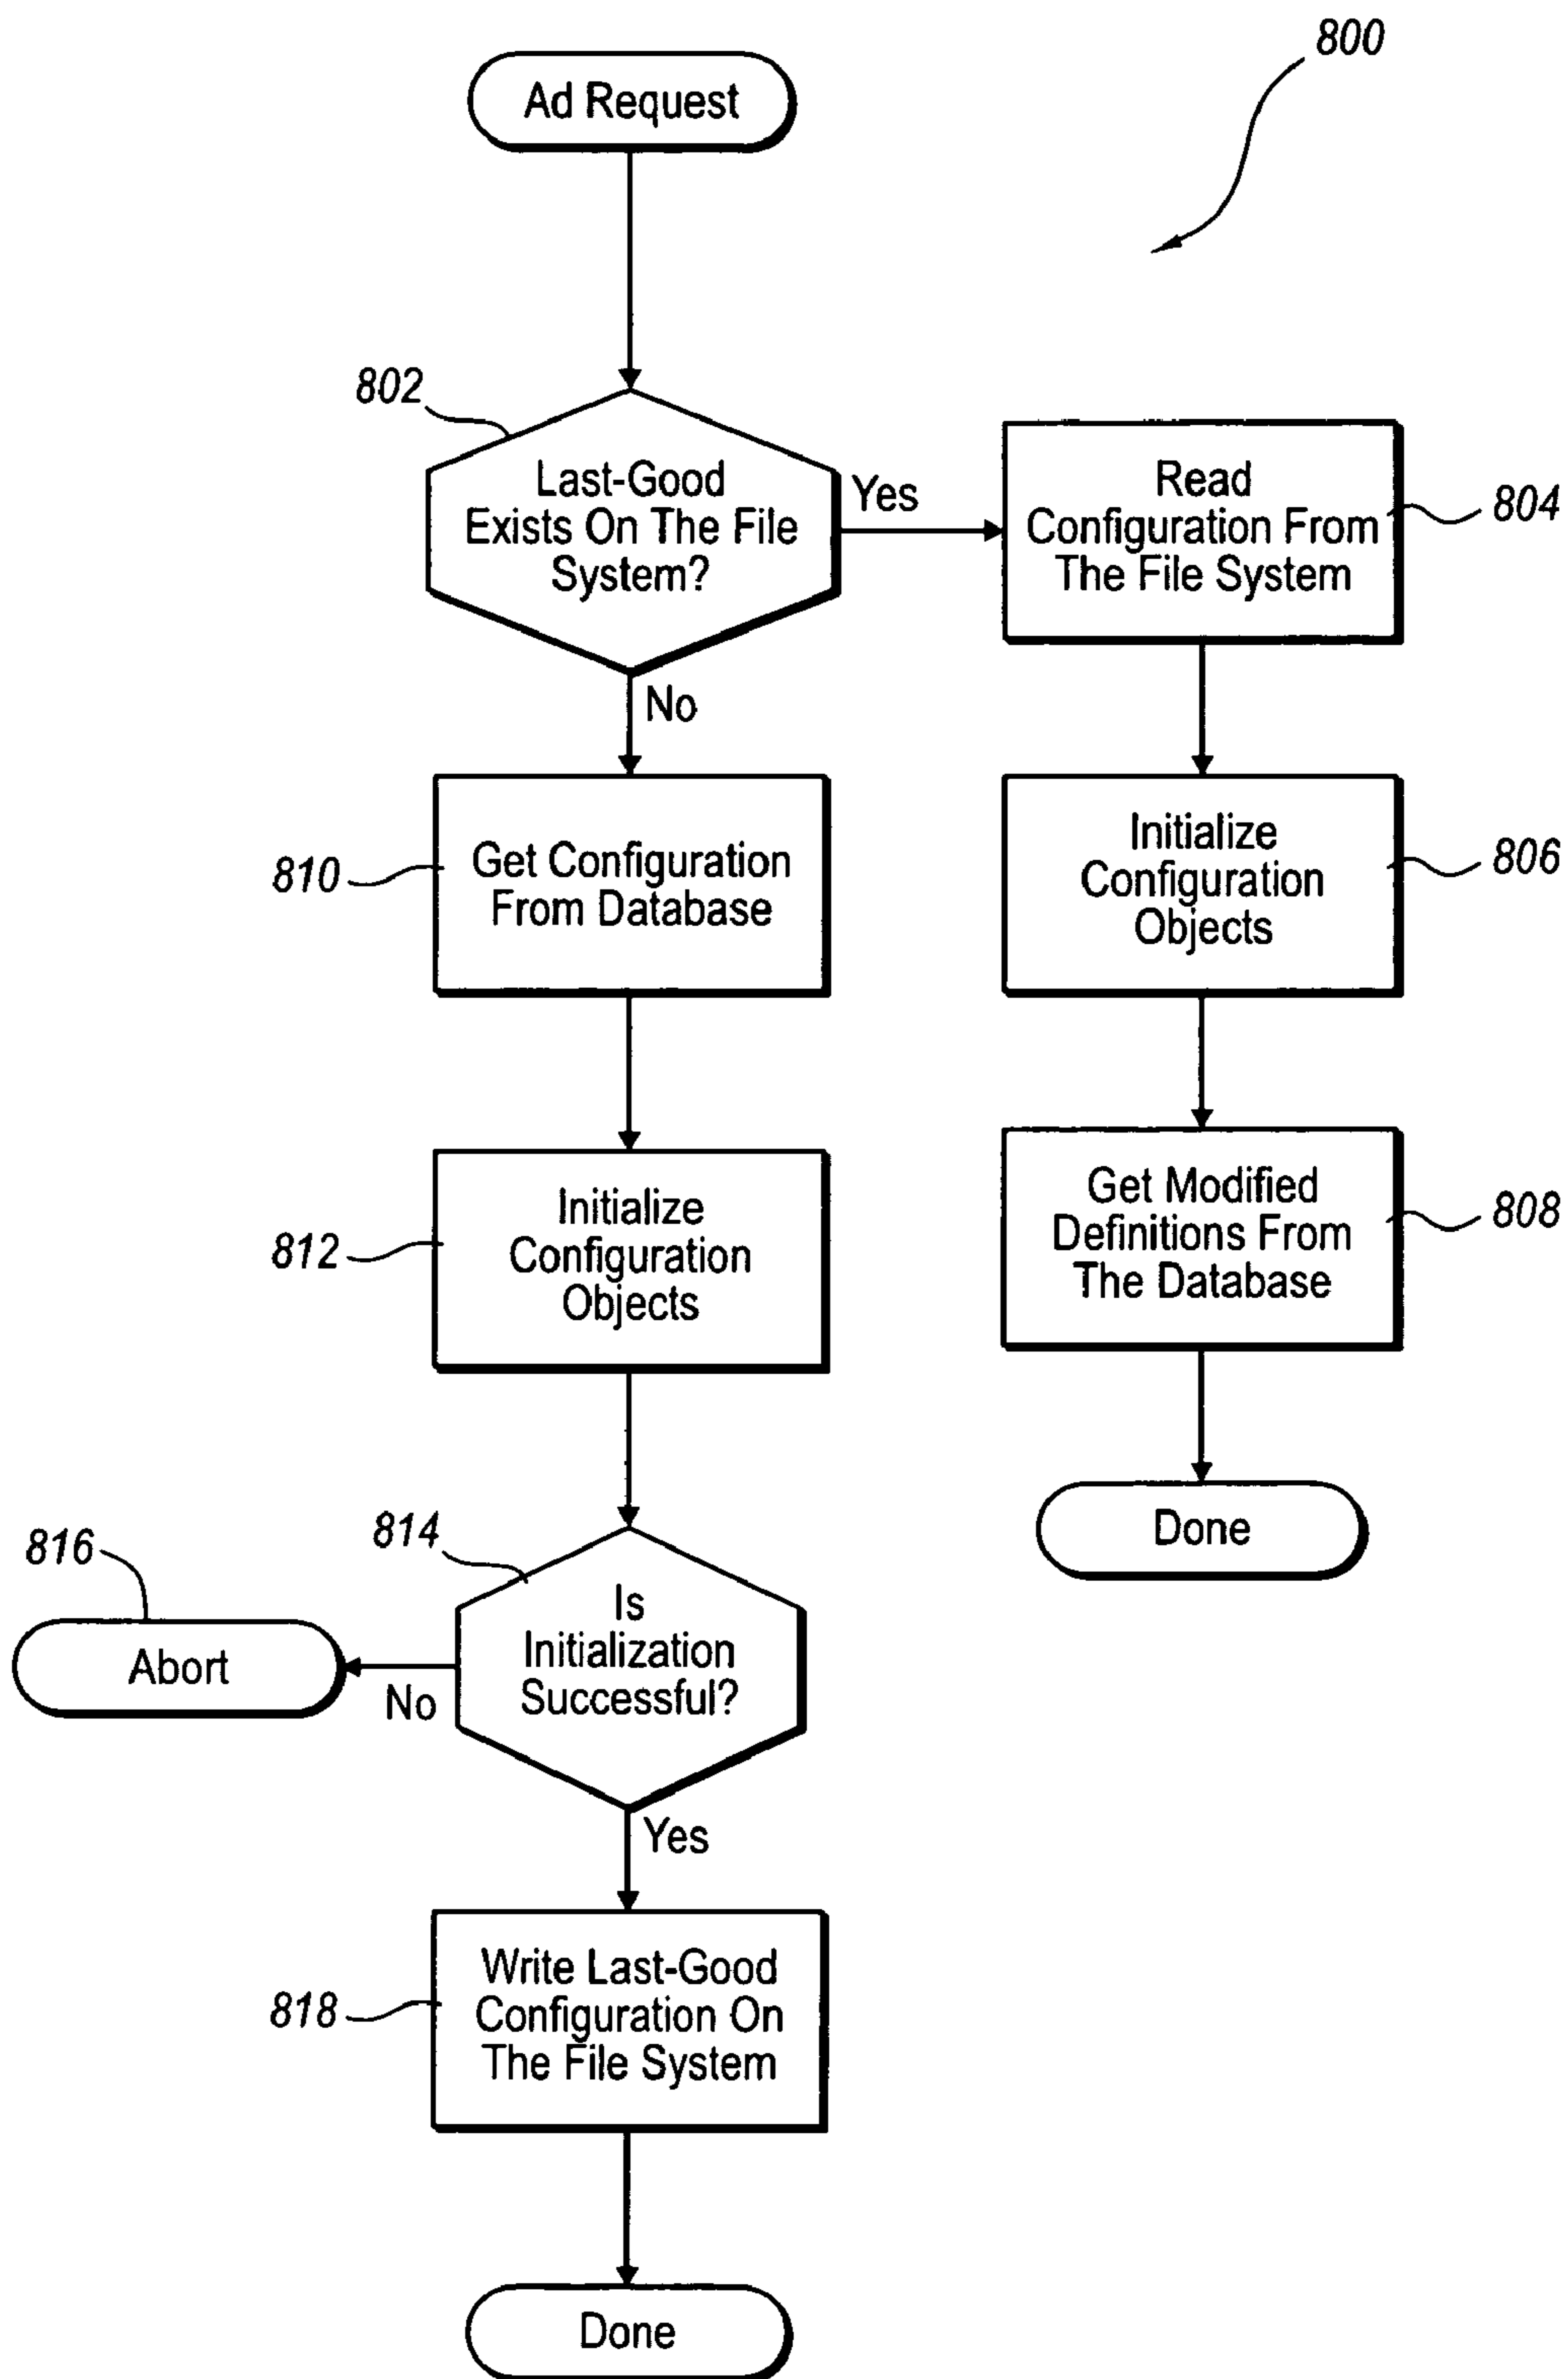 800
Ad Request
802
Last-Good
Exists On The File
System?
Yes
Read
Configuration From
The File System
804
No
Get Configuration
From Database
810
Initialize
Configuration
Objects
806
Initialize
Configuration
Objects
812
Get Modified
Definitions From
The Database
808
Done
814
Is
Initialization
Successful?
816
Abort
No
Yes
Write Last-Good
Configuration On
The File System
818
Done